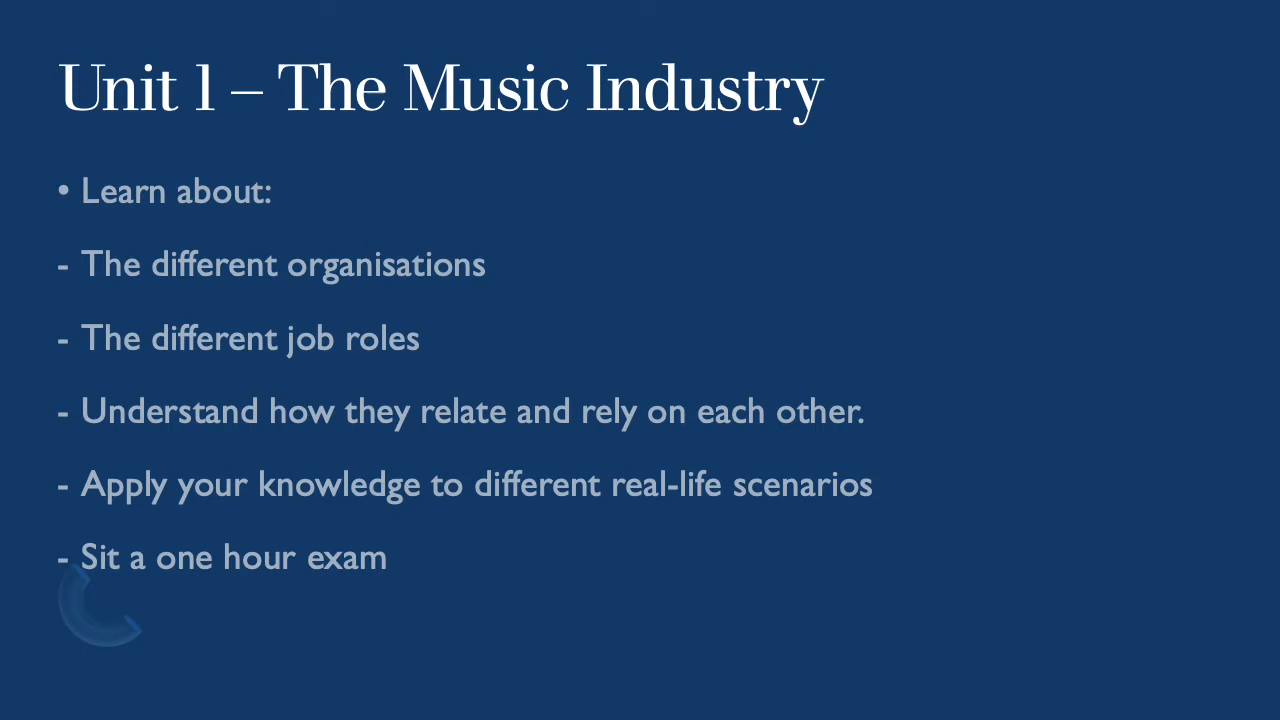 Unit 1 – The Music Industry
• Learn about:
- The different organisations
- The different job roles
- Understand how they relate and rely on each other.
- Apply your knowledge to different real-life scenarios
- Sit a one hour exam